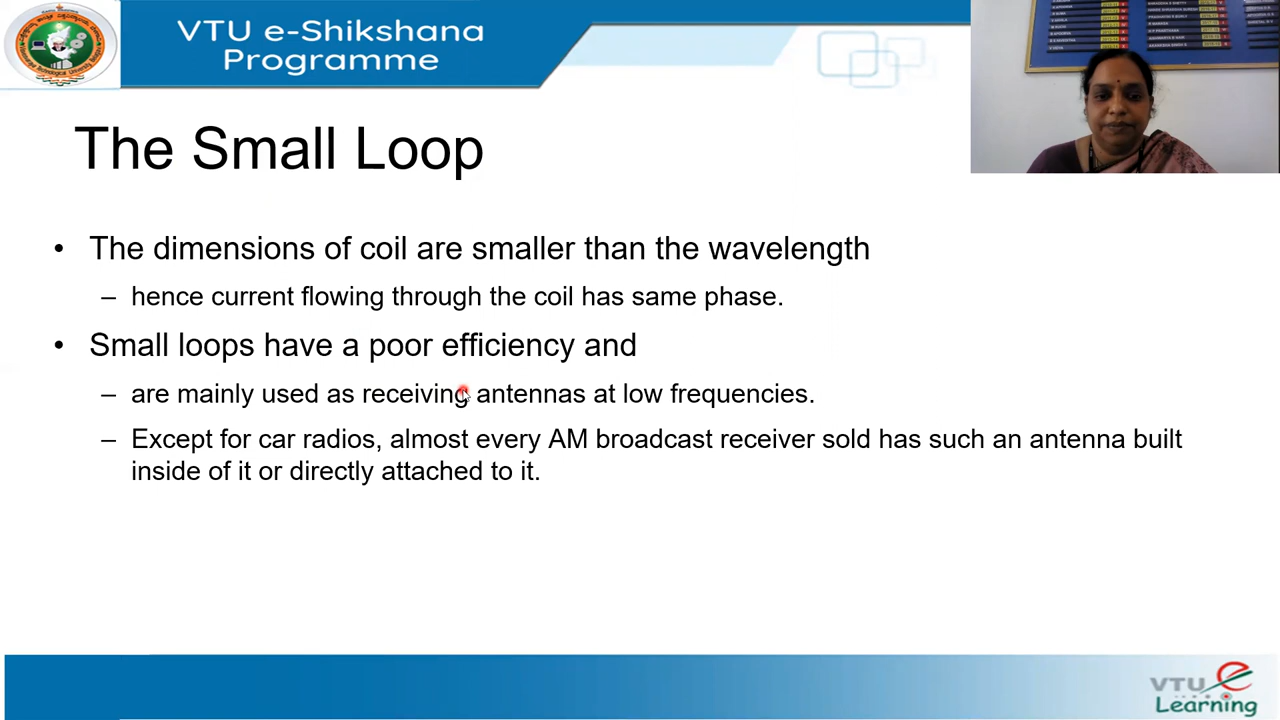 VTU e-Shikshana
Programme
The Small Loop
• The dimensions of coil are smaller than the wavelength
– hence current flowing through the coil has same phase.
• Small loops have a poor efficiency and
– are mainly used as receiving antennas at low frequencies.
– Except for car radios, almost every AM broadcast receiver sold has such an antenna built
inside of it or directly attached to it.
VTU e
Learning